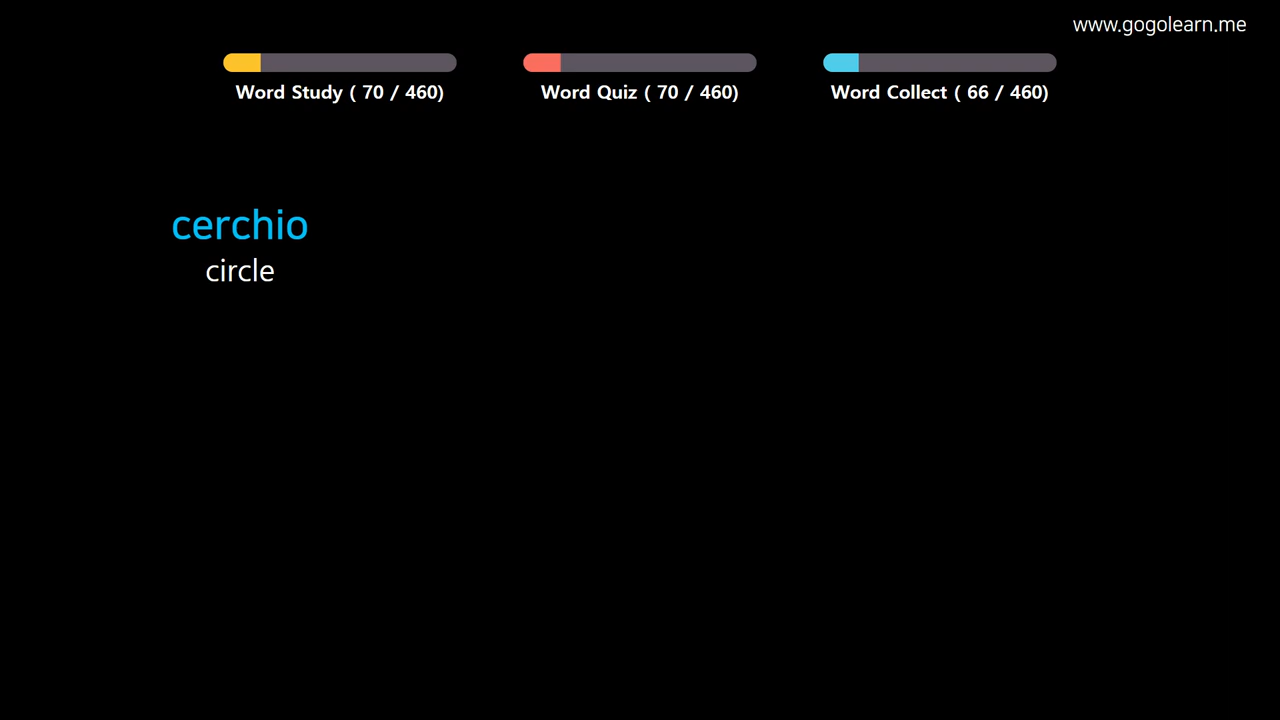 www.gogolearn.me
Word Study ( 70 / 460)
Word Quiz ( 70 / 460)
Word Collect ( 66 / 460)
cerchio
circle